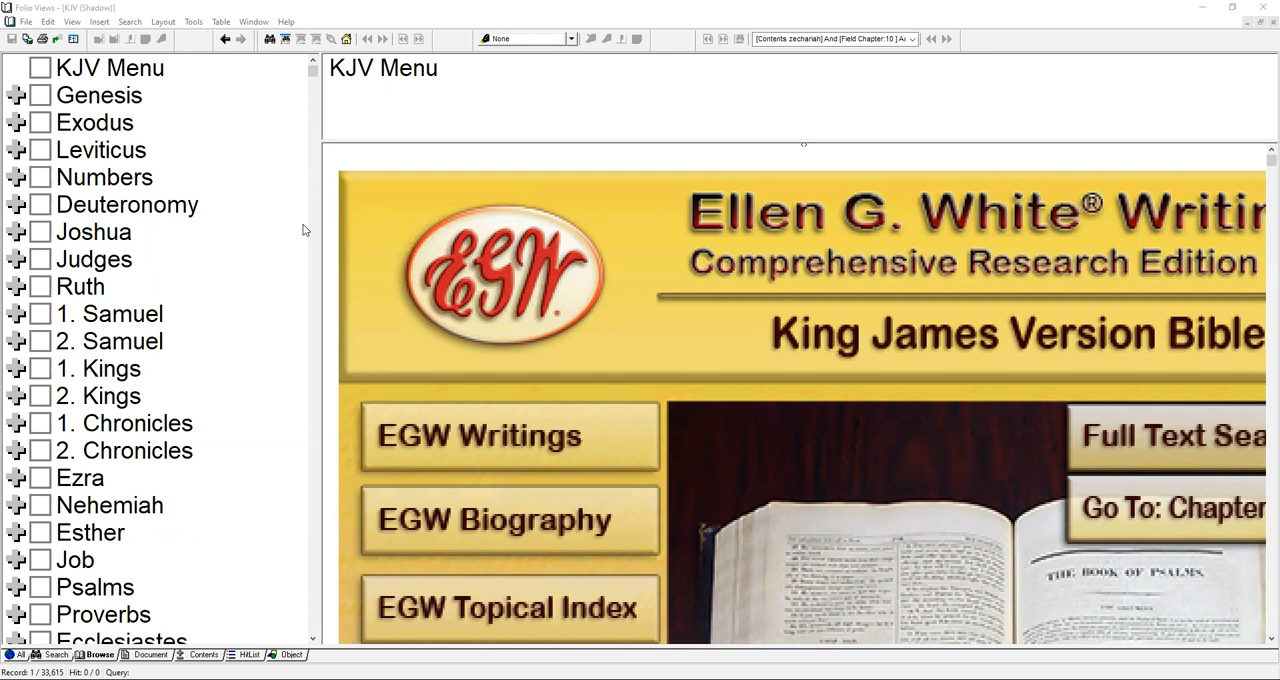 Folio Views - [KJV (Shadow)]
File Edit View Insert Search Layout Tools Table Window Help
None
[Contents zechariah] And [Field Chapter:10 ] A
KJV Menu
Genesis
Exodus
Leviticus
Numbers
Deuteronomy
Joshua
Judges
Ruth
1. Samuel
2. Samuel
1. Kings
2. Kings
1. Chronicles
2. Chronicles
Ezra
Nehemiah
Esther
Job
Psalms
Proverbs
Ecclesiastes
KJV Menu
EGW
Ellen G. White® Writin
Comprehensive Research Edition
King James Version Bible
EGW Writings
EGW Biography
EGW Topical Index
Full Text Sea
Go To: Chapter
THE BOOK OF PSALMS.
All Search Browse Document Contents HitList Object
Record: 1 / 33,615 Hit: 0 / 0 Query: